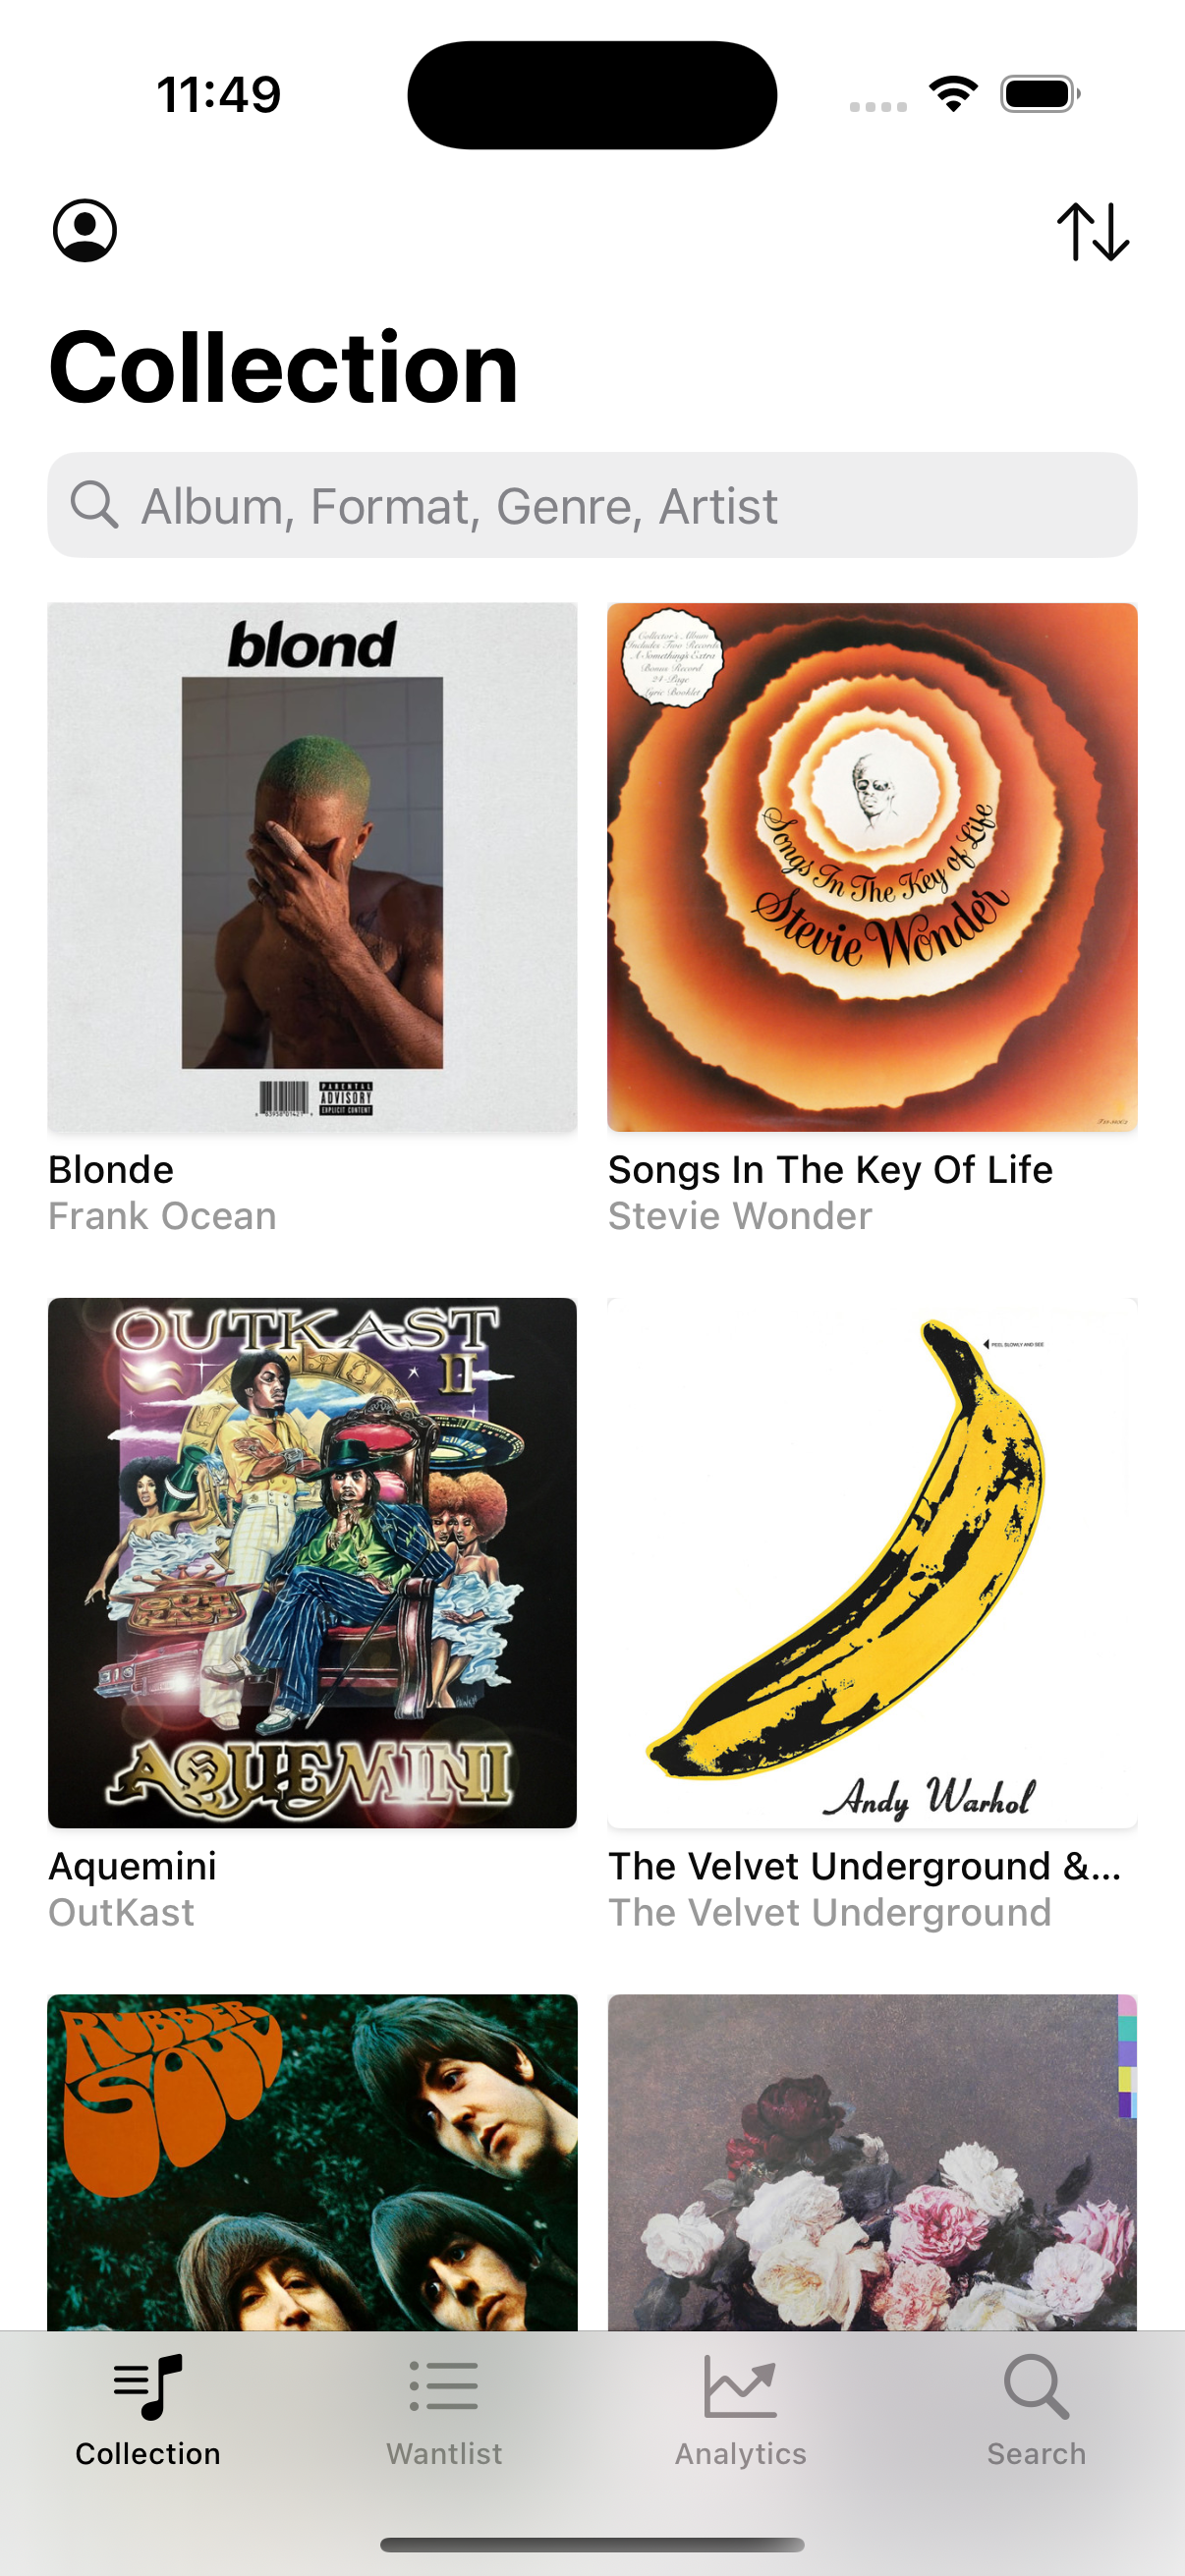 11:49
Collection
Album, Format, Genre, Artist
blond
PARENTAL
ADVISORY
EXPLICIT CONTENT
Collector's Album
Includes Two Records
A Something's Extra
Bonus Record
24-Page
Lyric Booklet
Songs In The Key of Life
Stevie Wonder
Blonde
Frank Ocean
Songs In The Key Of Life
Stevie Wonder
OUTKAST
II
OUT
KAST
AQUEMINI
PEEL SLOWLY AND SEE
Andy Warhol
Aquemini
OutKast
The Velvet Underground &...
The Velvet Underground
RUBBER
SOUL
Collection
Wantlist
Analytics
Search